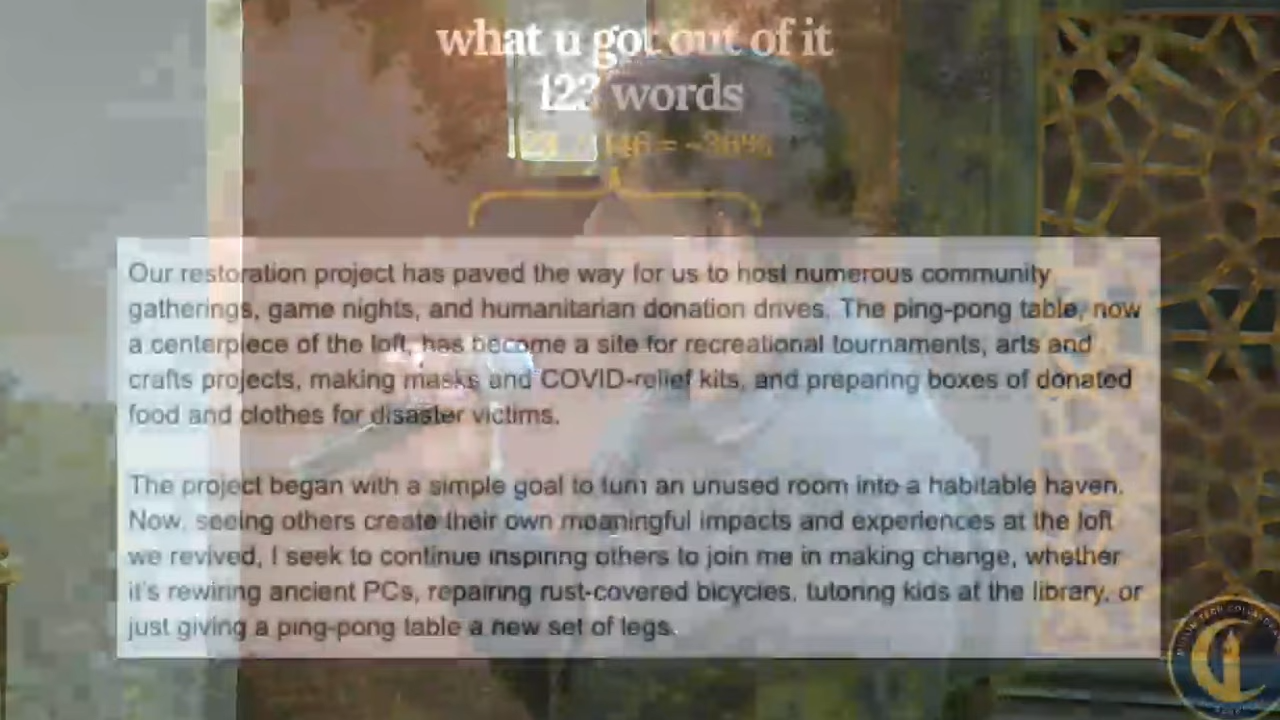 what u got out of it
123 words
= ~36%
Our restoration project has paved the way for us to host numerous community
gatherings, game nights, and humanitarian donation drives. The ping-pong table, now
a centerpiece of the loft, has become a site for recreational tournaments, arts and
crafts projects, making masks and COVID-relief kits, and preparing boxes of donated
food and clothes for disaster victims.
The project began with a simple goal to turn an unused room into a habitable haven.
Now, seeing others create their own meaningful impacts and experiences at the loft
we revived, I seek to continue inspiring others to join me in making change, whether
it's rewiring ancient PCs, repairing rust-covered bicycles, tutoring kids at the library, or
just giving a ping-pong table a new set of legs.